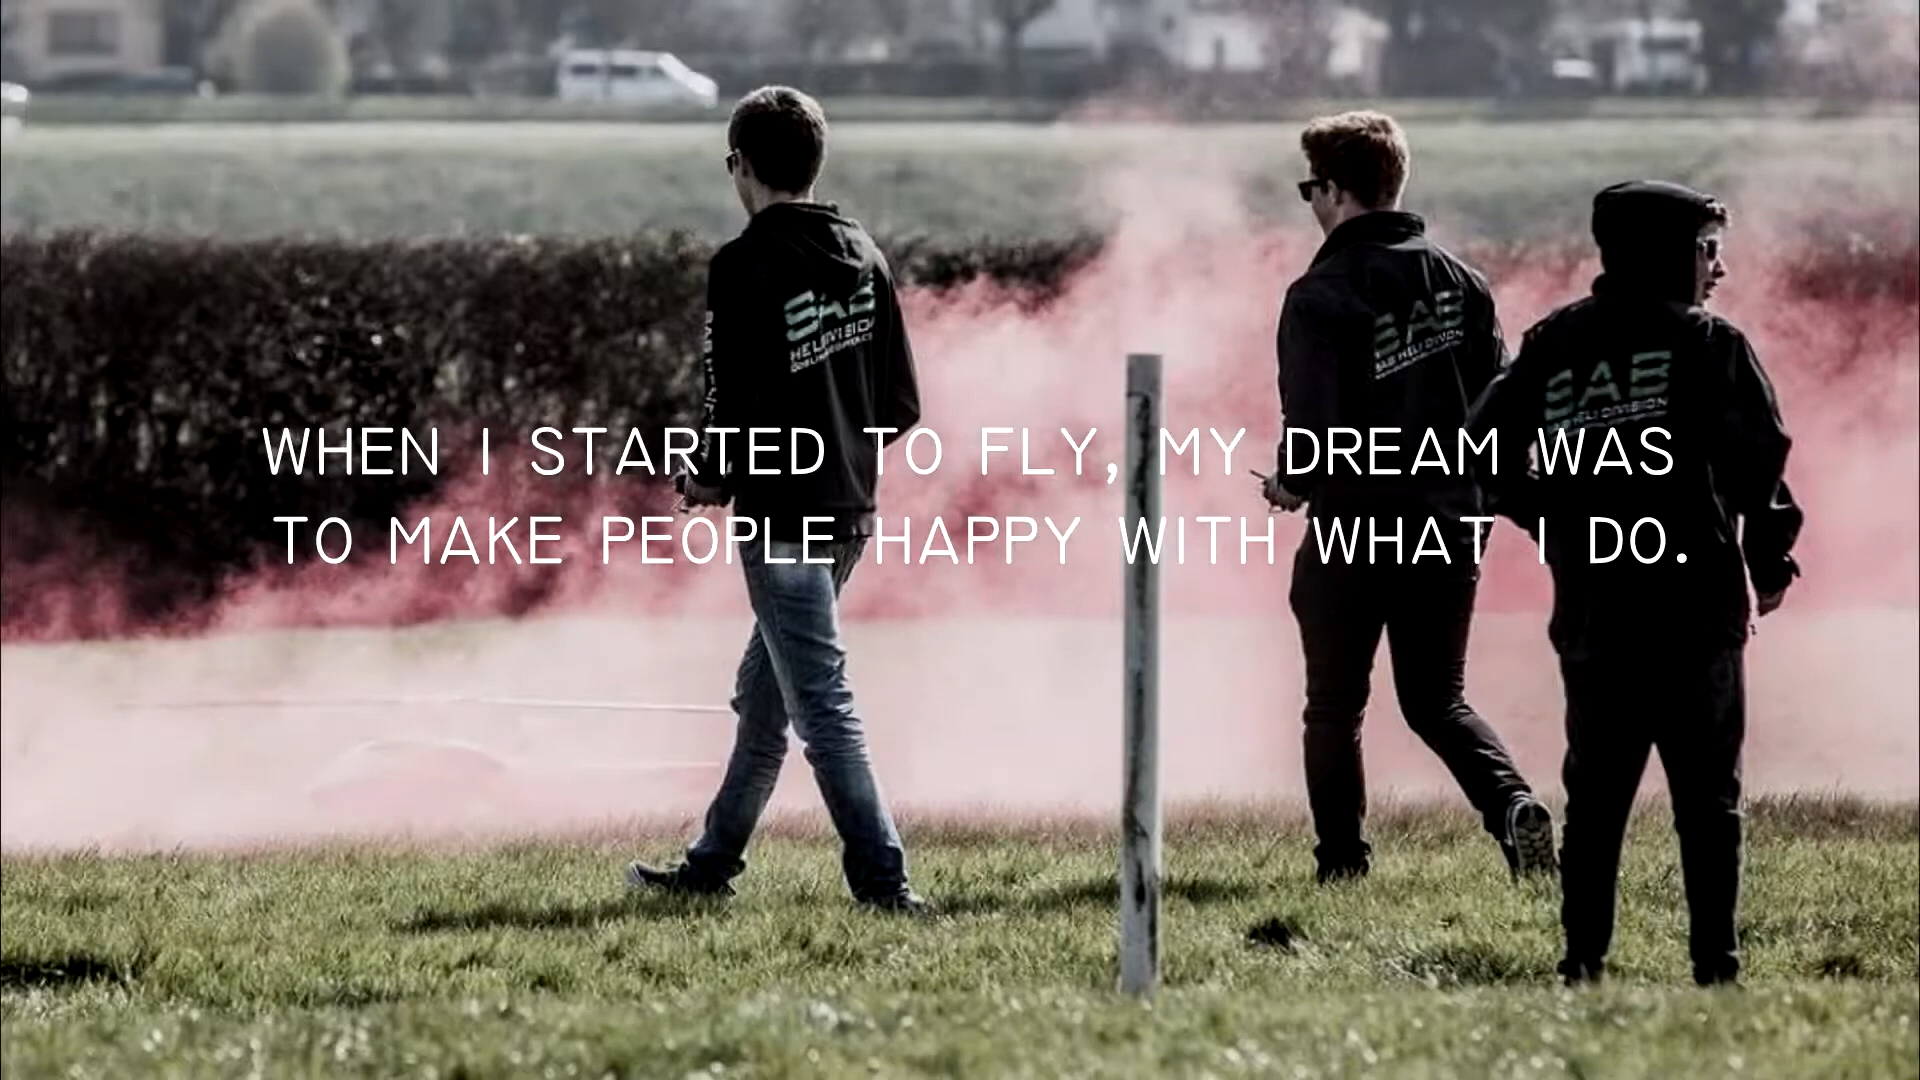 SAB
HELI DIVISION
SAB
SAB HELI DIVISION
SAB
HELI DIVISION
WHEN I STARTED TO FLY, MY DREAM WAS
TO MAKE PEOPLE HAPPY WITH WHAT I DO.